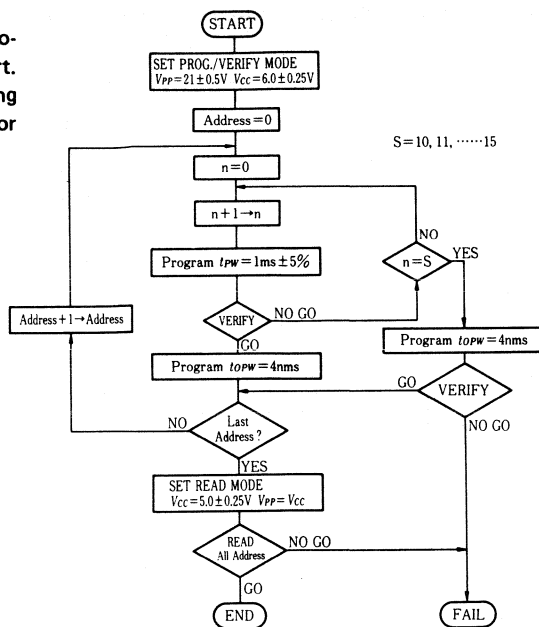 o-
rt.
ng
or
START
SET PROG./VERIFY MODE
VPP=21±0.5V VCC=6.0±0.25V
Address=0
S=10, 11, ······15
n=0
n+1→n
NO
n=S
YES
Program tPW=1ms±5%
Address+1→Address
VERIFY
NO GO
GO
Program tOPW=4nms
Program tOPW=4nms
GO
VERIFY
NO GO
NO
Last
Address ?
YES
SET READ MODE
VCC=5.0±0.25V VPP=VCC
READ
All Address
NO GO
GO
END
FAIL